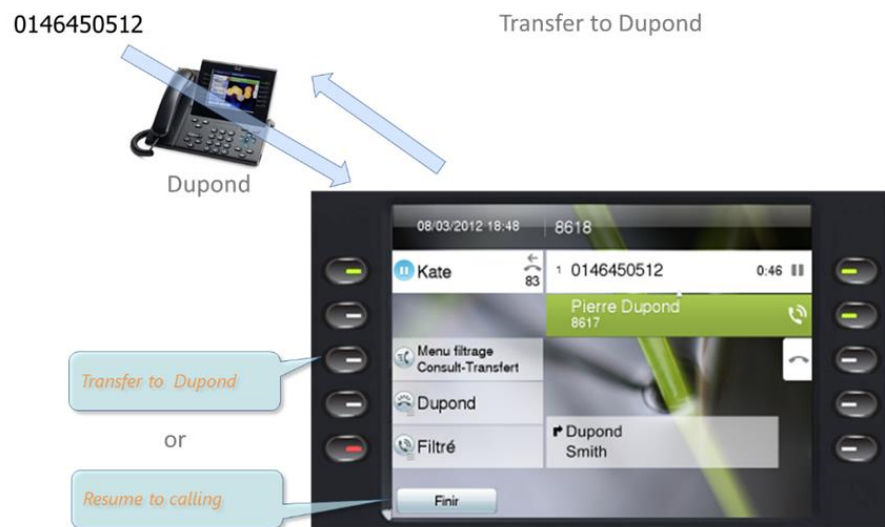 0146450512
Transfer to Dupond
Dupond
08/03/2012 18:48
8618
Kate
83
1 0146450512 0:46
Pierre Dupond
8617
Menu filtrage
Consult-Transfert
Transfer to Dupond
Dupond
or
Filtré
Dupond
Smith
Resume to calling
Finir